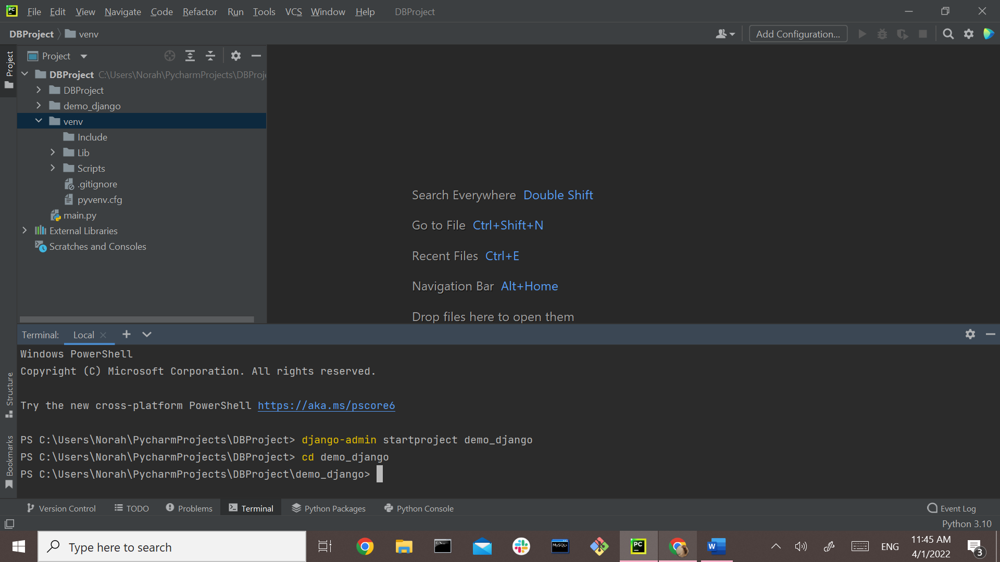 File Edit View Navigate Code Refactor Run Tools VCS Window Help DBProject
DBProject venv Add Configuration...
Project
Project
DBProject C:\Users\Norah\PycharmProjects\DBProj
DBProject
demo_django
venv
Include
Lib
Scripts
.gitignore
pyvenv.cfg
main.py
External Libraries
Scratches and Consoles
Search Everywhere Double Shift
Go to File Ctrl+Shift+N
Recent Files Ctrl+E
Navigation Bar Alt+Home
Drop files here to open them
Terminal: Local
Windows PowerShell
Copyright (C) Microsoft Corporation. All rights reserved.
Try the new cross-platform PowerShell https://aka.ms/pscore6
PS C:\Users\Norah\PycharmProjects\DBProject> django-admin startproject demo_django
PS C:\Users\Norah\PycharmProjects\DBProject> cd demo_django
PS C:\Users\Norah\PycharmProjects\DBProject\demo_django>
Structure
Bookmarks
Version Control TODO Problems Terminal Python Packages Python Console Event Log
Python 3.10
Type here to search
PC
MySQL
W
ENG
11:45 AM
4/1/2022
3